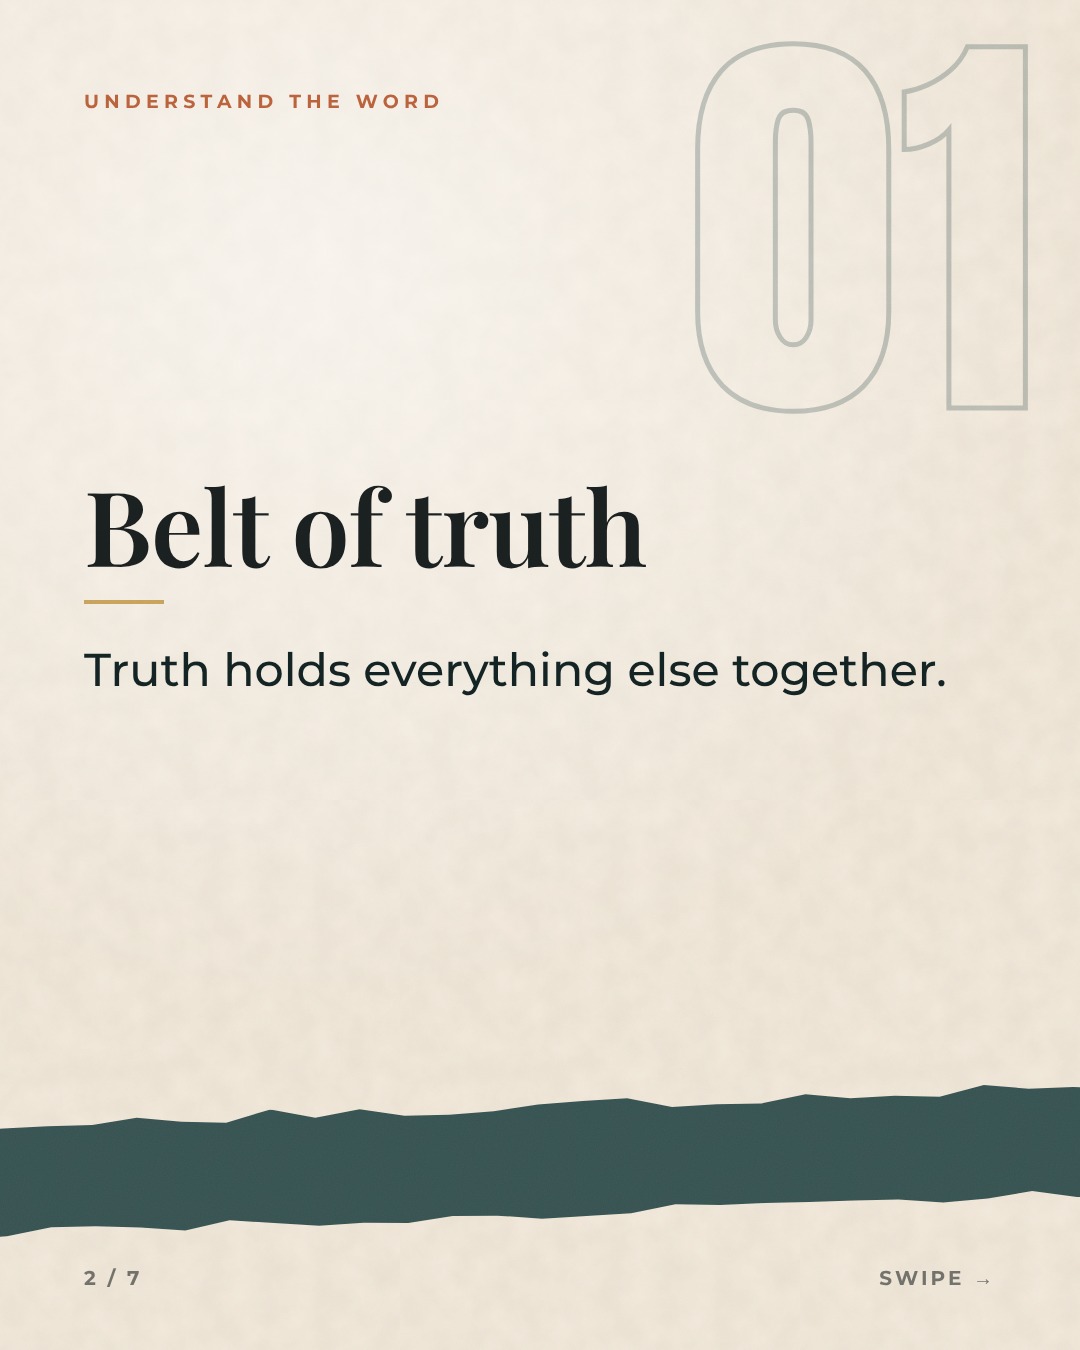 UNDERSTAND THE WORD
01
Belt of truth
Truth holds everything else together.
2 / 7
SWIPE →